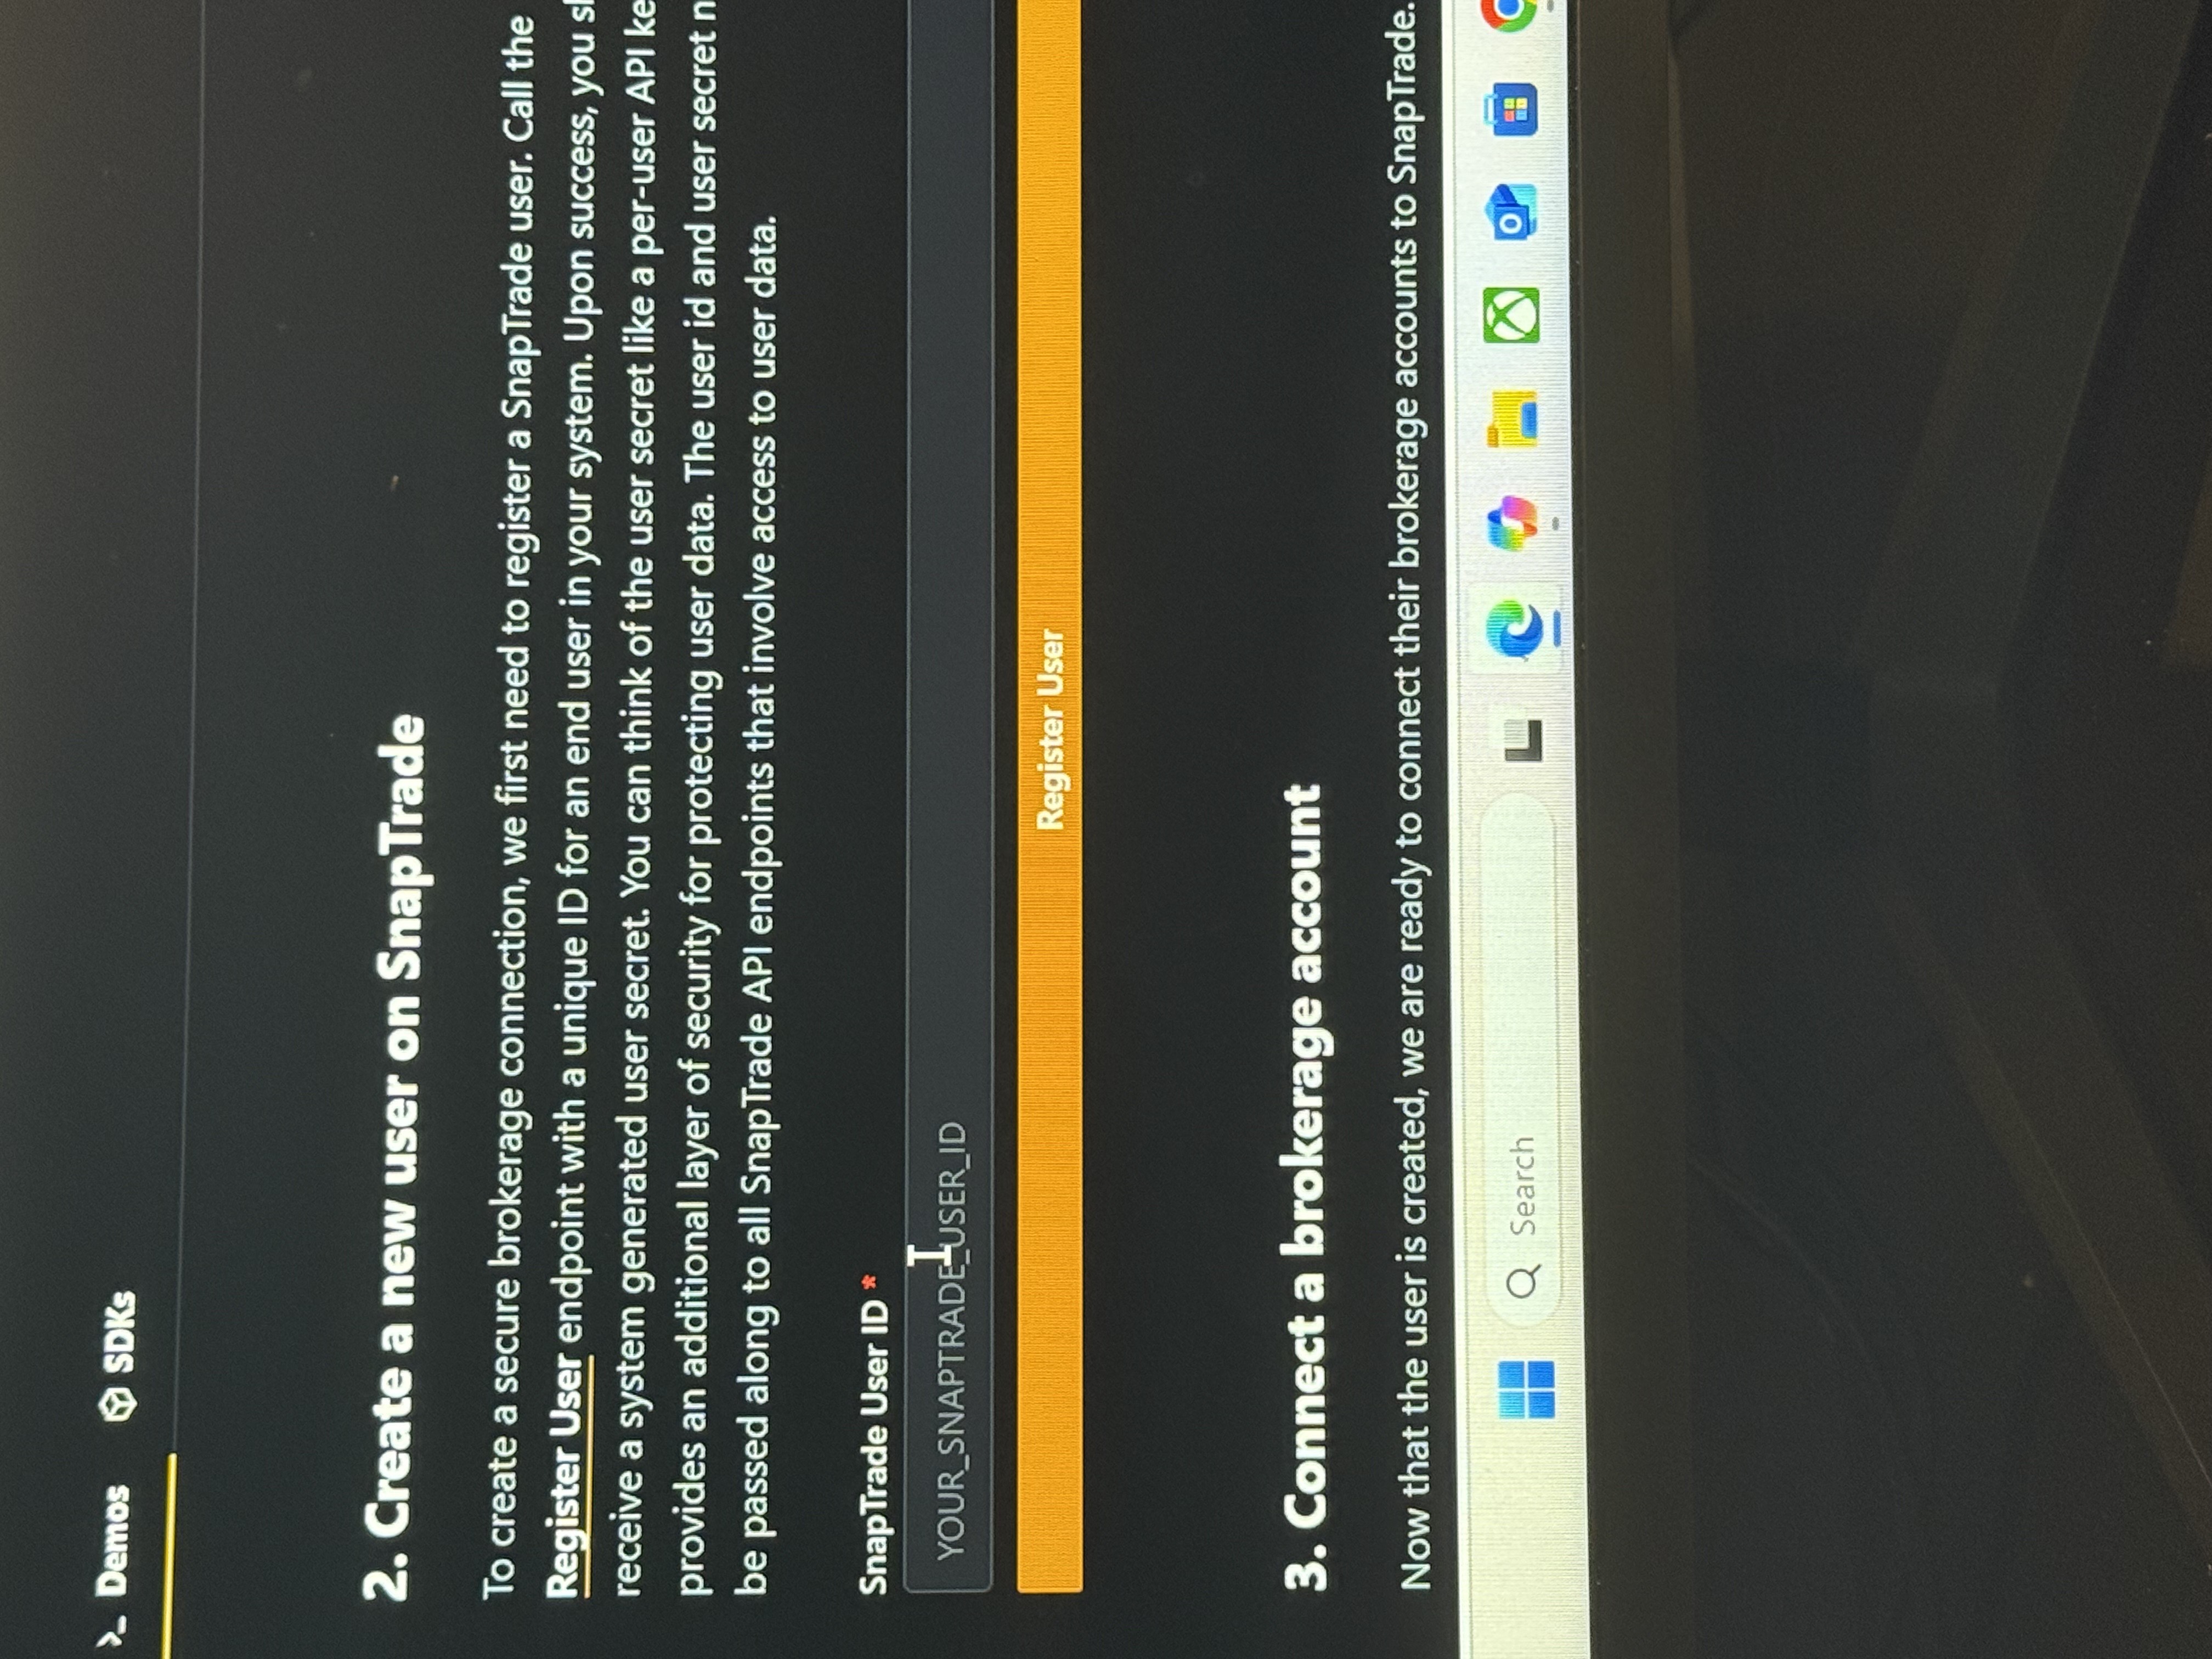 >_ Demos SDKs
2. Create a new user on SnapTrade
To create a secure brokerage connection, we first need to register a SnapTrade user. Call the
Register User endpoint with a unique ID for an end user in your system. Upon success, you
receive a system generated user secret. You can think of the user secret like a per-user API
provides an additional layer of security for protecting user data. The user id and user secret
be passed along to all SnapTrade API endpoints that involve access to user data.
SnapTrade User ID *
YOUR_SNAPTRADE_USER_ID
Register User
3. Connect a brokerage account
Now that the user is created, we are ready to connect their brokerage accounts to SnapTrade.
Search